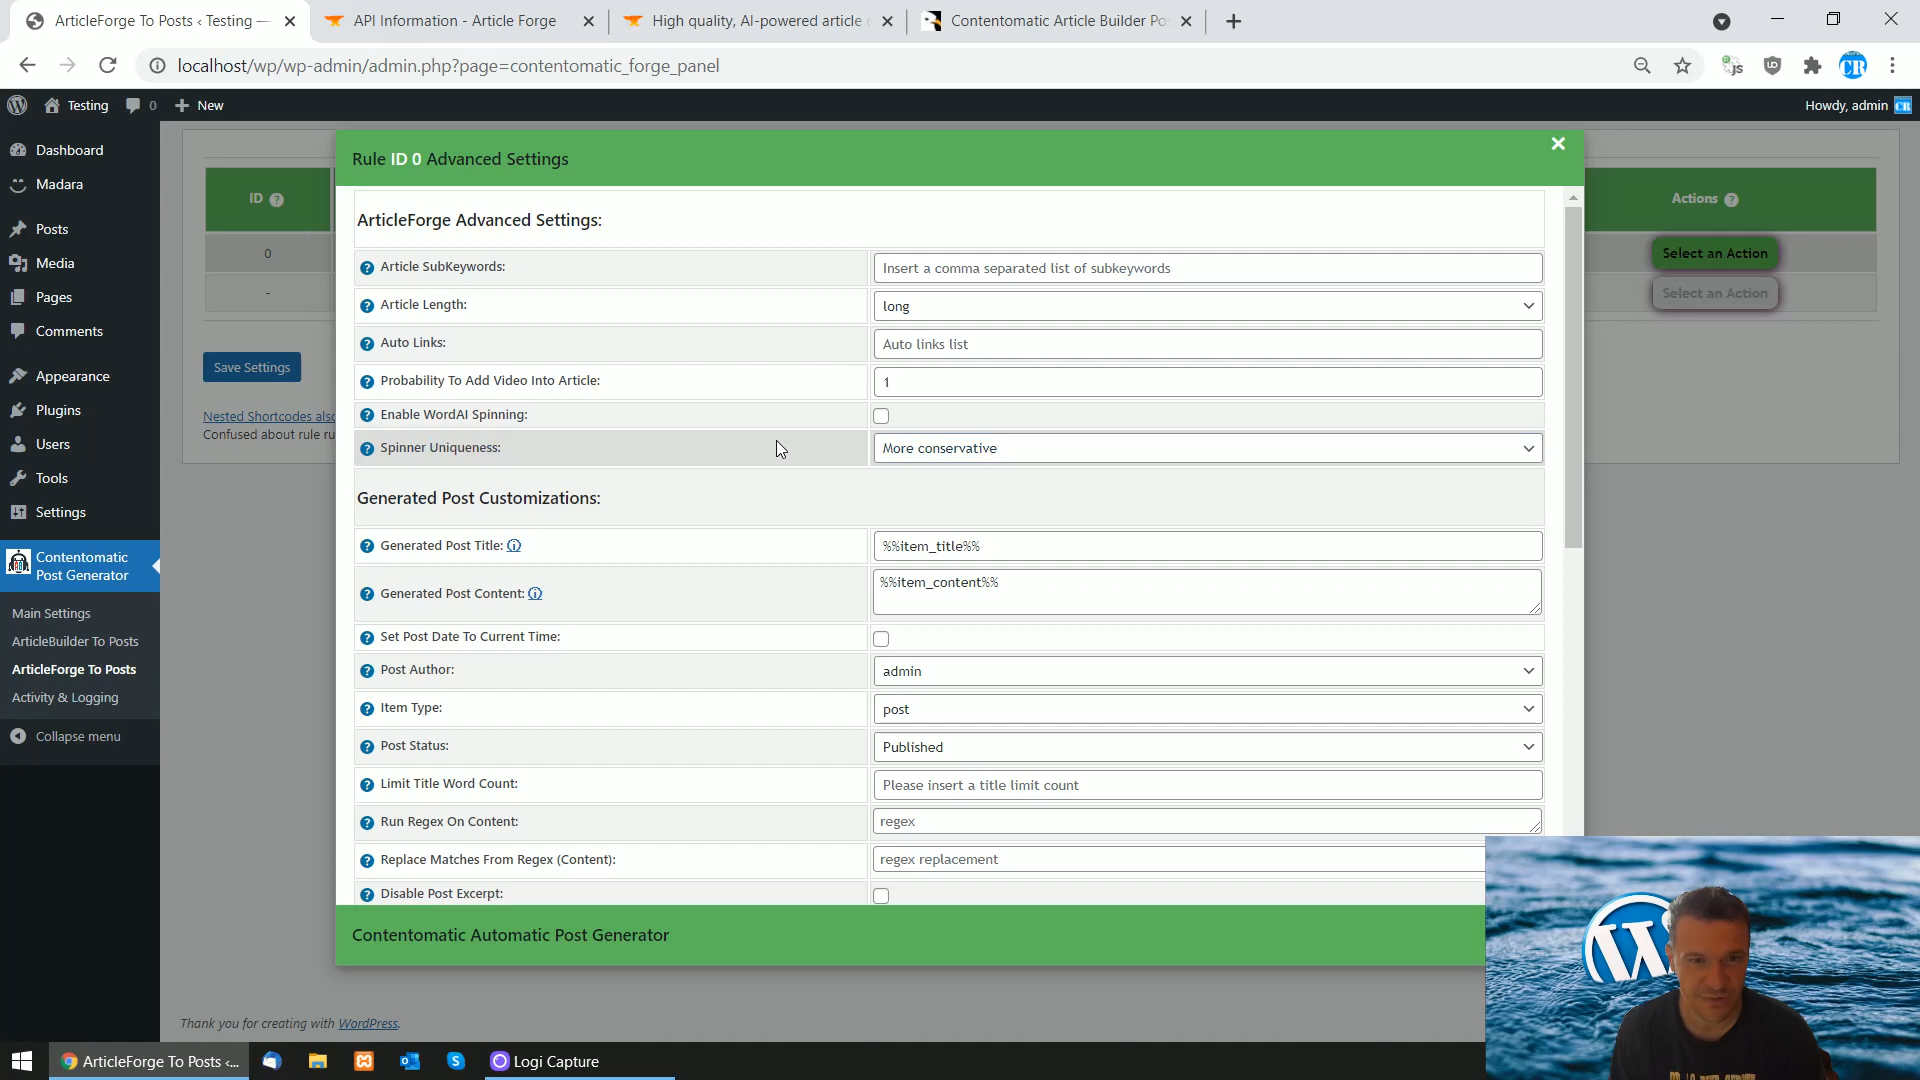 ArticleForge To Posts ‹ Testing —
API Information - Article Forge
High quality, AI-powered article
Contentomatic Article Builder Po
localhost/wp/wp-admin/admin.php?page=contentomatic_forge_panel
Testing
0
New
Howdy, admin
Dashboard
Madara
Posts
Media
Pages
Comments
Appearance
Plugins
Users
Tools
Settings
Contentomatic
Post Generator
Main Settings
ArticleBuilder To Posts
ArticleForge To Posts
Activity & Logging
Collapse menu
ID
Actions
0
Select an Action
-
Select an Action
Save Settings
Nested Shortcodes also
Confused about rule ru
Rule ID 0 Advanced Settings
ArticleForge Advanced Settings:
Article SubKeywords:
Insert a comma separated list of subkeywords
Article Length:
long
Auto Links:
Auto links list
Probability To Add Video Into Article:
1
Enable WordAI Spinning:
Spinner Uniqueness:
More conservative
Generated Post Customizations:
Generated Post Title:
%%item_title%%
Generated Post Content:
%%item_content%%
Set Post Date To Current Time:
Post Author:
admin
Item Type:
post
Post Status:
Published
Limit Title Word Count:
Please insert a title limit count
Run Regex On Content:
regex
Replace Matches From Regex (Content):
regex replacement
Disable Post Excerpt:
Contentomatic Automatic Post Generator
Thank you for creating with WordPress.
ArticleForge To Posts ‹...
Logi Capture